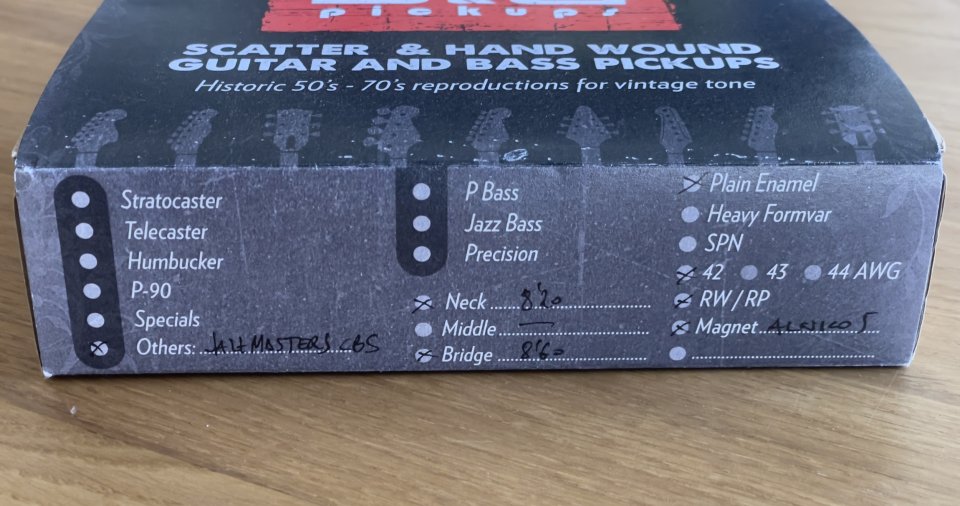 pickups
SCATTER & HAND WOUND
GUITAR AND BASS PICKUPS
Historic 50's - 70's reproductions for vintage tone
Stratocaster
Telecaster
Humbucker
P-90
Specials
Others: JAHMASTERS CBS
P Bass
Jazz Bass
Precision
Neck 8'20
Middle —
Bridge 8'60
Plain Enamel
Heavy Formvar
SPN
42 43 44 AWG
RW / RP
Magnet ALNICO 5